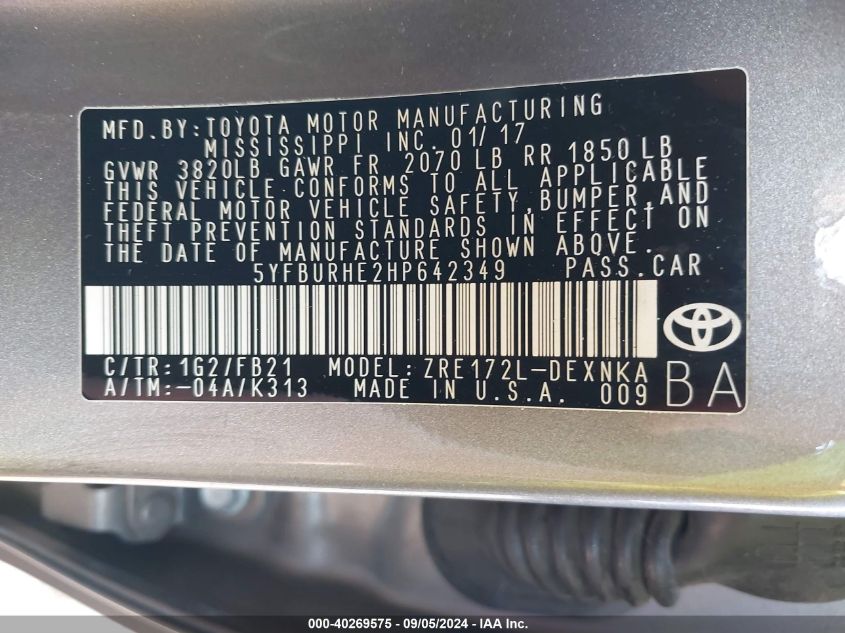 MFD.BY:TOYOTA MOTOR MANUFACTURING
MISSISSIPPI INC. 01/17
GVWR 3820LB GAWR FR 2070 LB RR 1850 LB
THIS VEHICLE CONFORMS TO ALL APPLICABLE
FEDERAL MOTOR VEHICLE SAFETY,BUMPER,AND
THEFT PREVENTION STANDARDS IN EFFECT ON
THE DATE OF MANUFACTURE SHOWN ABOVE.
5YFBURHE2HP642349 PASS.CAR
C/TR:1G2/FB21 MODEL:ZRE172L-DEXNKA
A/TM:-04A/K313 MADE IN U.S.A. 009
BA
000-40269575 - 09/05/2024 - IAA Inc.